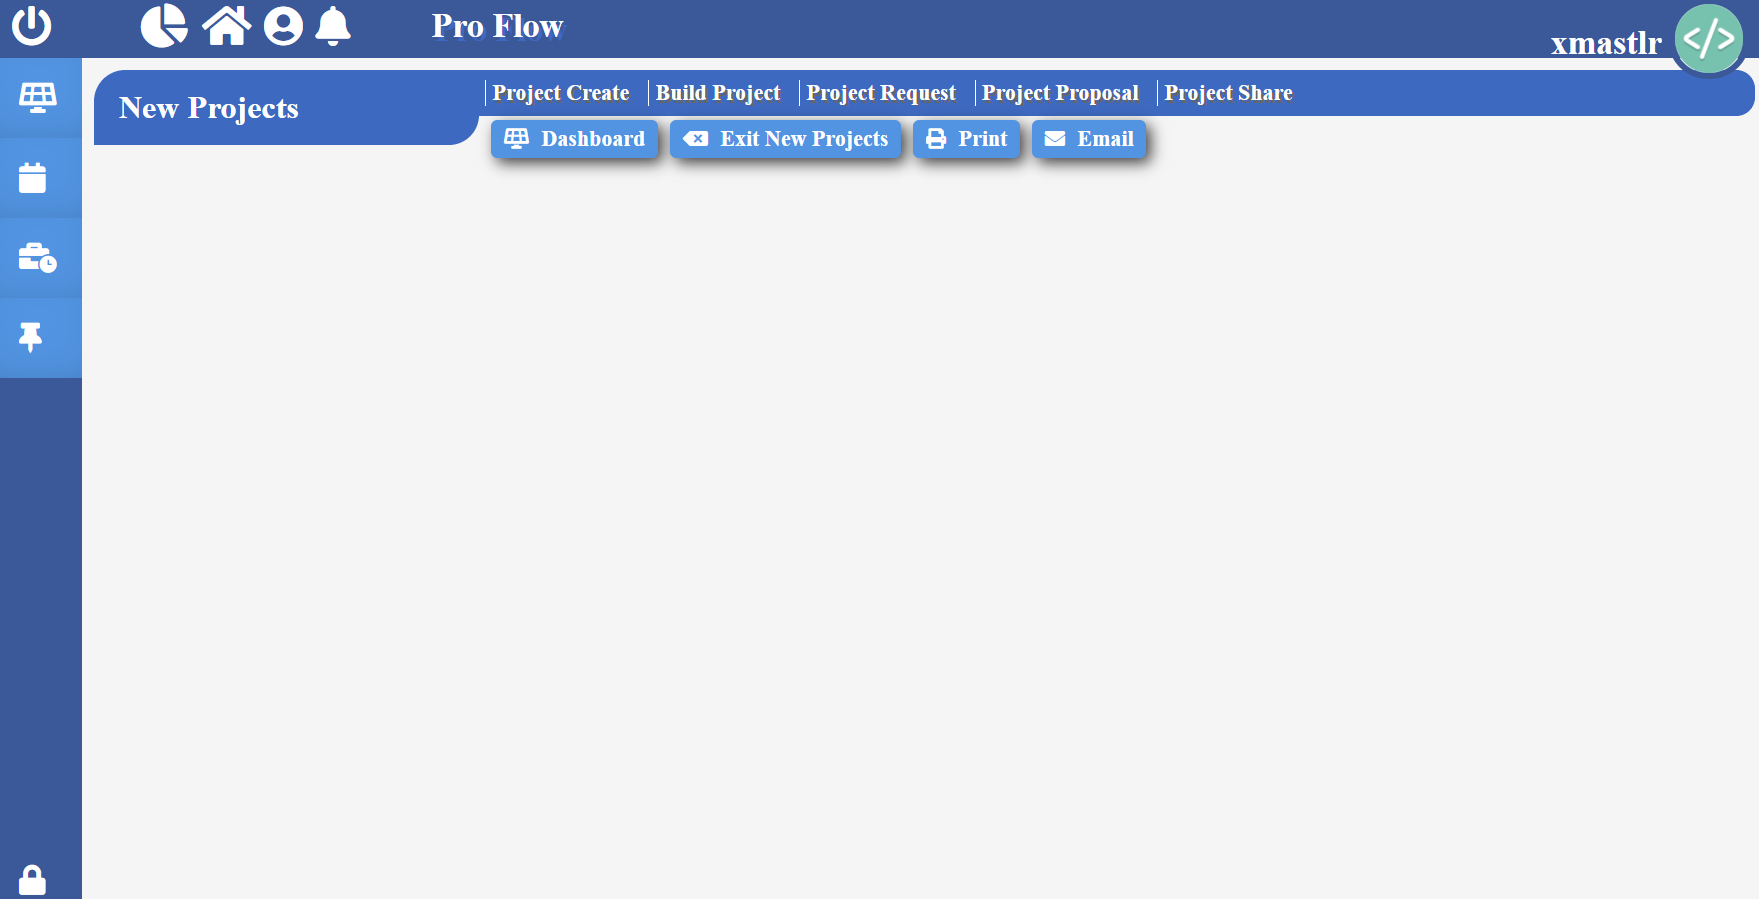 Pro Flow
xmastlr
</>
New Projects
Project Create Build Project Project Request Project Proposal Project Share
Dashboard Exit New Projects Print Email